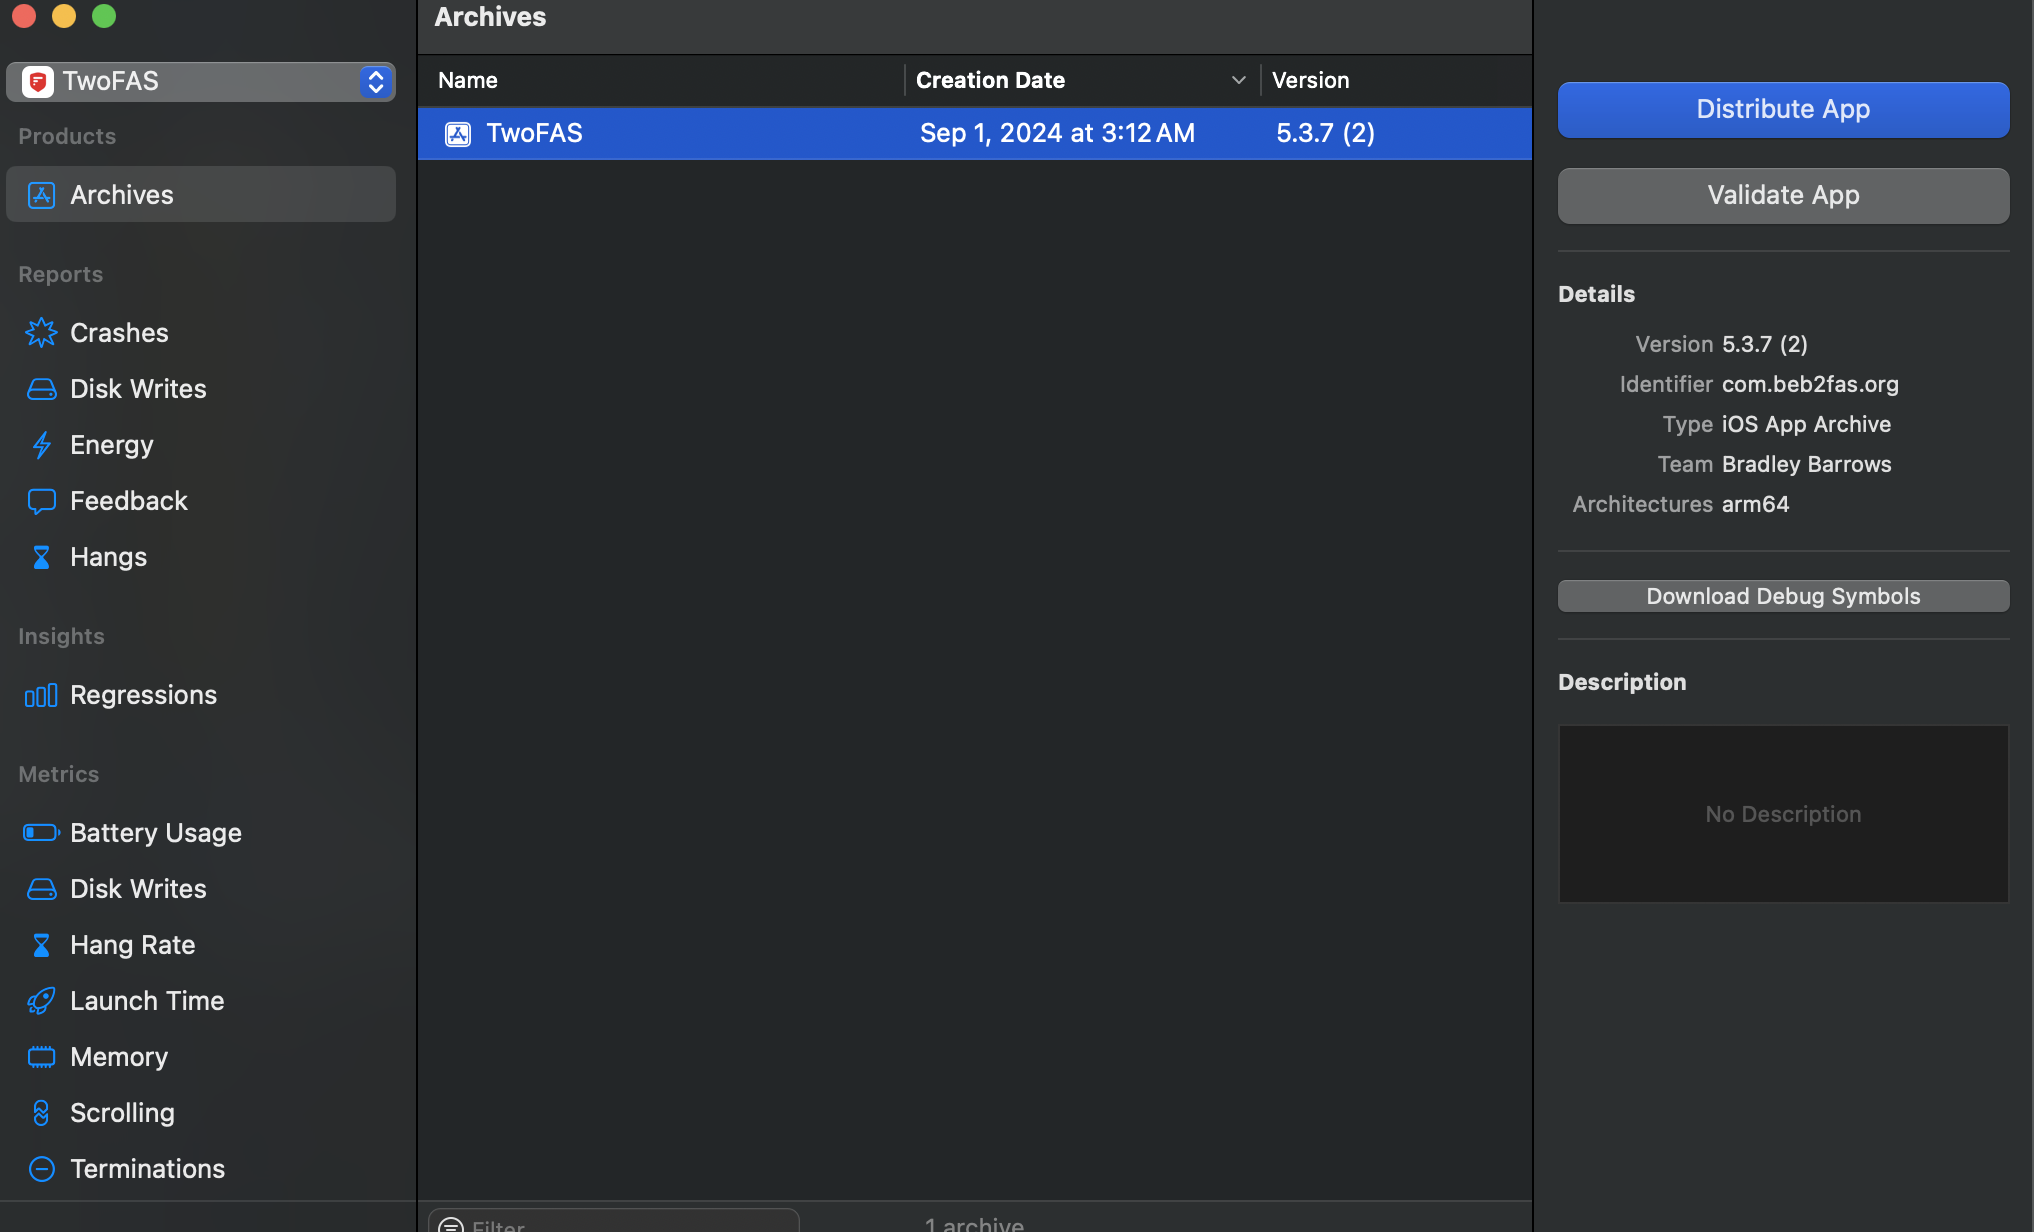 TwoFAS
Products
Archives
Reports
Crashes
Disk Writes
Energy
Feedback
Hangs
Insights
Regressions
Metrics
Battery Usage
Disk Writes
Hang Rate
Launch Time
Memory
Scrolling
Terminations
Archives
Name Creation Date Version
TwoFAS Sep 1, 2024 at 3:12 AM 5.3.7 (2)
Filter
1 archive
Distribute App
Validate App
Details
Version 5.3.7 (2)
Identifier com.beb2fas.org
Type iOS App Archive
Team Bradley Barrows
Architectures arm64
Download Debug Symbols
Description
No Description